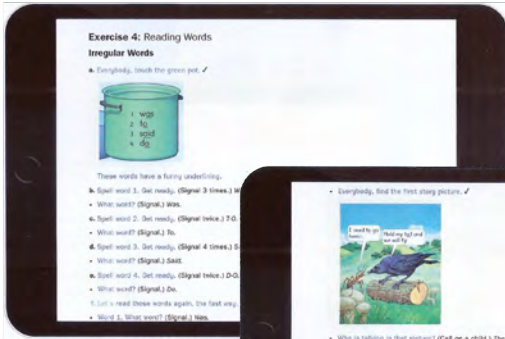 Exercise 4: Reading Words
Irregular Words
a. Everybody, touch the green pot. ✓
1 was
2 to
3 said
4 do
These words have a funny underlining.
b. Spell word 1. Get ready. (Signal 3 times.)
• What word? (Signal.) Was.
c. Spell word 2. Get ready. (Signal twice.) T-O.
• What word? (Signal.) To.
d. Spell word 3. Get ready. (Signal 4 times.)
• What word? (Signal.) Said.
e. Spell word 4. Get ready. (Signal twice.) D-O.
• What word? (Signal.) Do.
f. Let's read those words again, the fast way.
• Word 1. What word? (Signal.) Was.
• Everybody, find the first story picture. ✓
I need to go home.
Hold my leg and we will fly
• Who is talking in that picture? (Call on a child.)